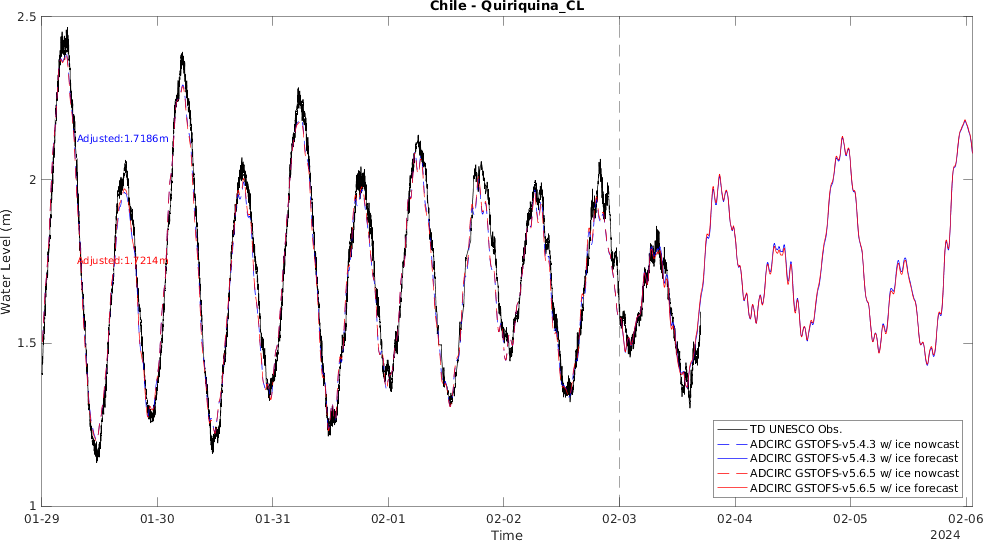 Chile - Quiriquina_CL
2.5
2
1.5
1
Water Level (m)
Adjusted:1.7186m
Adjusted:1.7214m
TD UNESCO Obs.
ADCIRC GSTOFS-v5.4.3 w/ ice nowcast
ADCIRC GSTOFS-v5.4.3 w/ ice forecast
ADCIRC GSTOFS-v5.6.5 w/ ice nowcast
ADCIRC GSTOFS-v5.6.5 w/ ice forecast
01-29 01-30 01-31 02-01 02-02 02-03 02-04 02-05 02-06
Time
2024